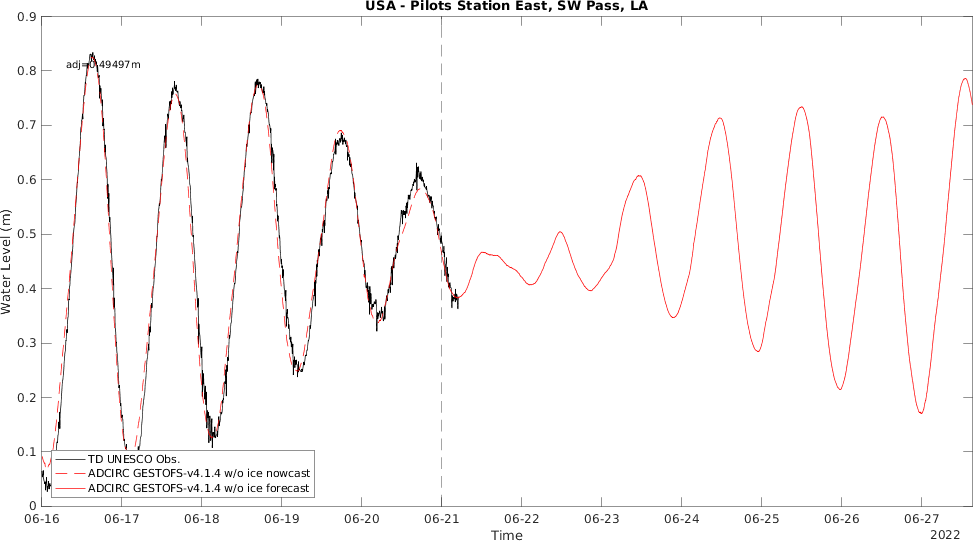 USA - Pilots Station East, SW Pass, LA
0.9
adj=0.49497m
0.8
0.7
0.6
0.5
0.4
0.3
0.2
0.1
0
Water Level (m)
TD UNESCO Obs.
ADCIRC GESTOFS-v4.1.4 w/o ice nowcast
ADCIRC GESTOFS-v4.1.4 w/o ice forecast
06-16 06-17 06-18 06-19 06-20 06-21 06-22 06-23 06-24 06-25 06-26 06-27
Time
2022